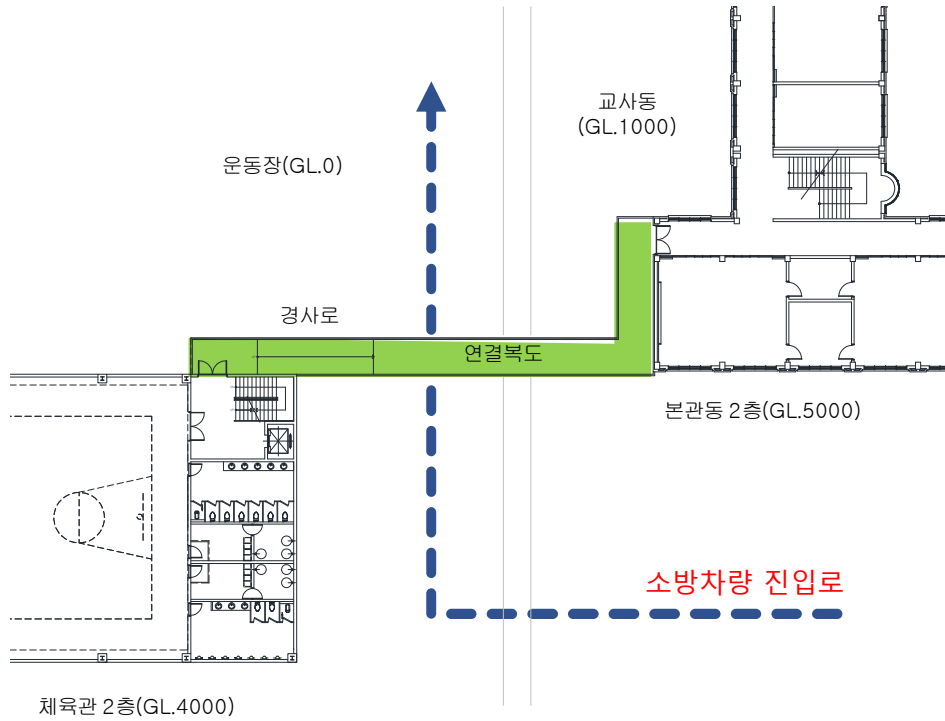 교사동
(GL.1000)
운동장(GL.0)
경사로
연결복도
본관동 2층(GL.5000)
소방차량 진입로
체육관 2층(GL.4000)